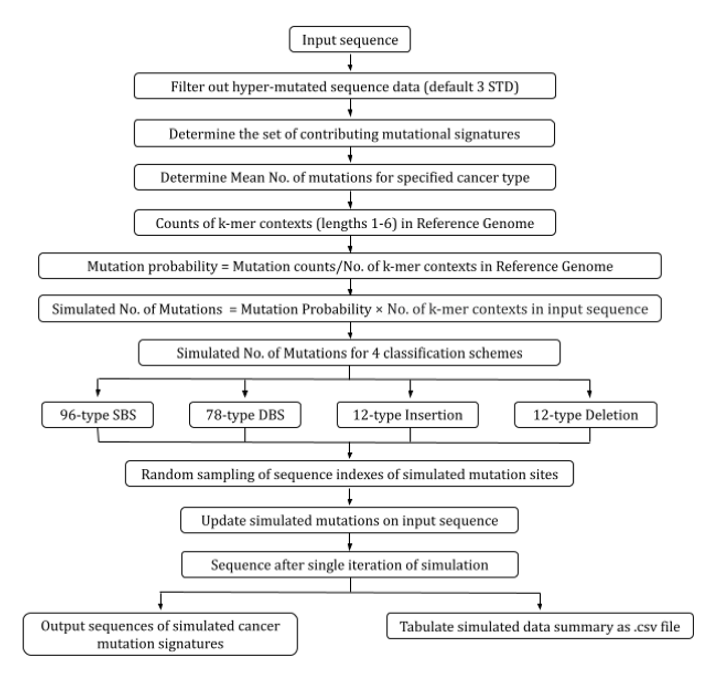 Input sequence
Filter out hyper-mutated sequence data (default 3 STD)
Determine the set of contributing mutational signatures
Determine Mean No. of mutations for specified cancer type
Counts of k-mer contexts (lengths 1-6) in Reference Genome
Mutation probability = Mutation counts/No. of k-mer contexts in Reference Genome
Simulated No. of Mutations = Mutation Probability × No. of k-mer contexts in input sequence
Simulated No. of Mutations for 4 classification schemes
96-type SBS
78-type DBS
12-type Insertion
12-type Deletion
Random sampling of sequence indexes of simulated mutation sites
Update simulated mutations on input sequence
Sequence after single iteration of simulation
Output sequences of simulated cancer
mutation signatures
Tabulate simulated data summary as .csv file